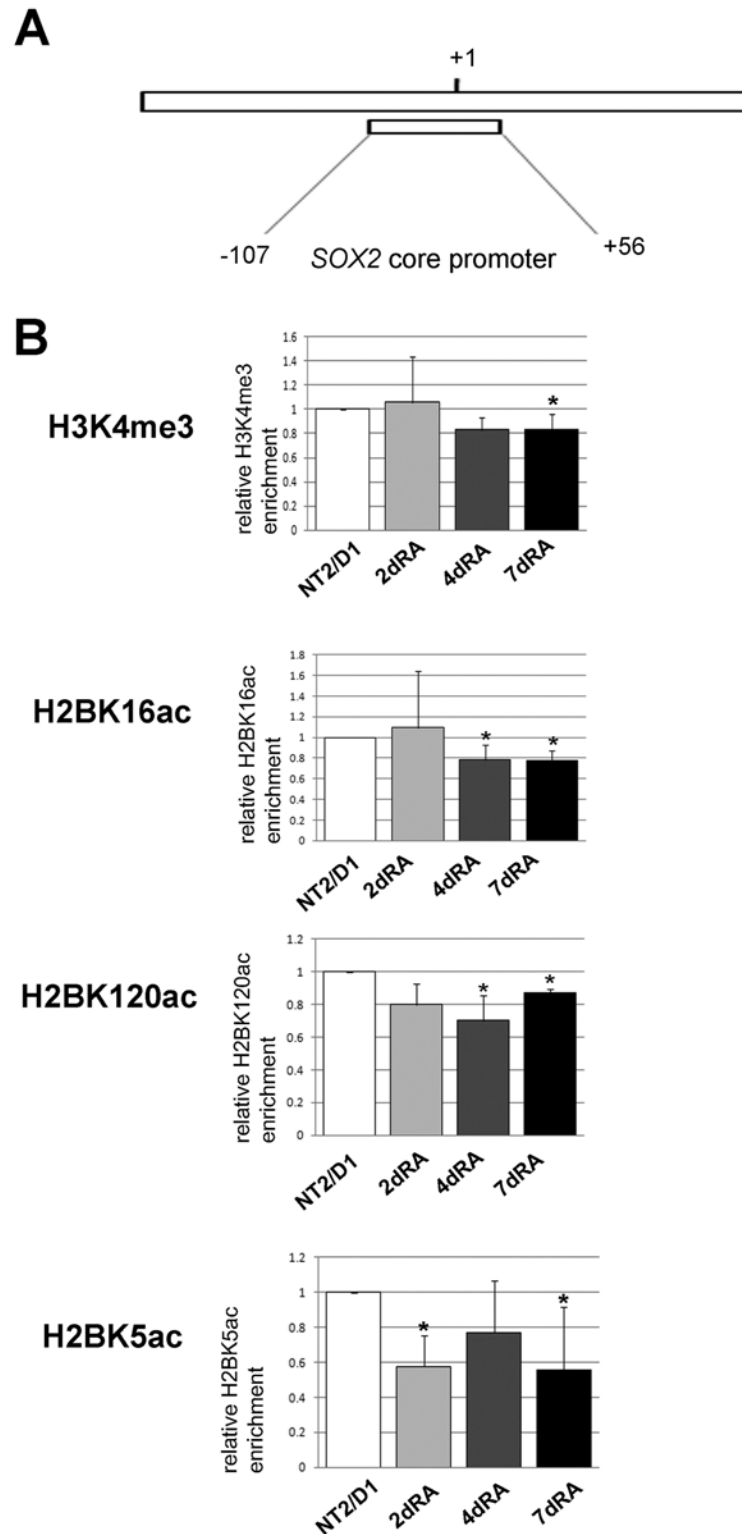 A
+1
-107
SOX2 core promoter
+56
B
H3K4me3
relative H3K4me3
enrichment
1.6
1.4
1.2
1
0.8
0.6
0.4
0.2
0
*
NT2/D1
2dRA
4dRA
7dRA
H2BK16ac
relative H2BK16ac
enrichment
1.8
1.6
1.4
1.2
1
0.8
0.6
0.4
0.2
0
*
*
NT2/D1
2dRA
4dRA
7dRA
H2BK120ac
relative H2BK120ac
enrichment
1.2
1
0.8
0.6
0.4
0.2
0
*
*
NT2/D1
2dRA
4dRA
7dRA
H2BK5ac
relative H2BK5ac
enrichment
1.2
1
0.8
0.6
0.4
0.2
0
*
*
NT2/D1
2dRA
4dRA
7dRA